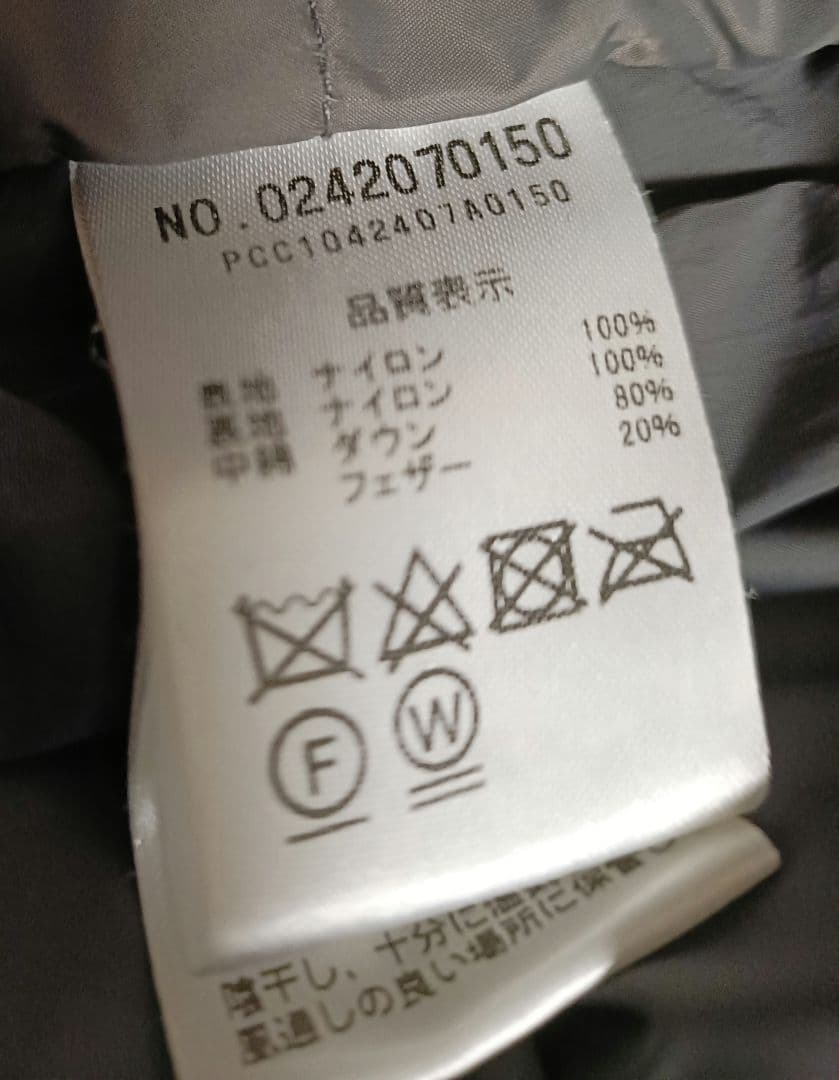 NO.0242070150
PCC1042407A0150
品質表示
表地 ナイロン 100%
裏地 ナイロン 100%
中綿 ダウン 80%
フェザー 20%
F
W
陰干し、十分に
風通しの良い場所に保管し